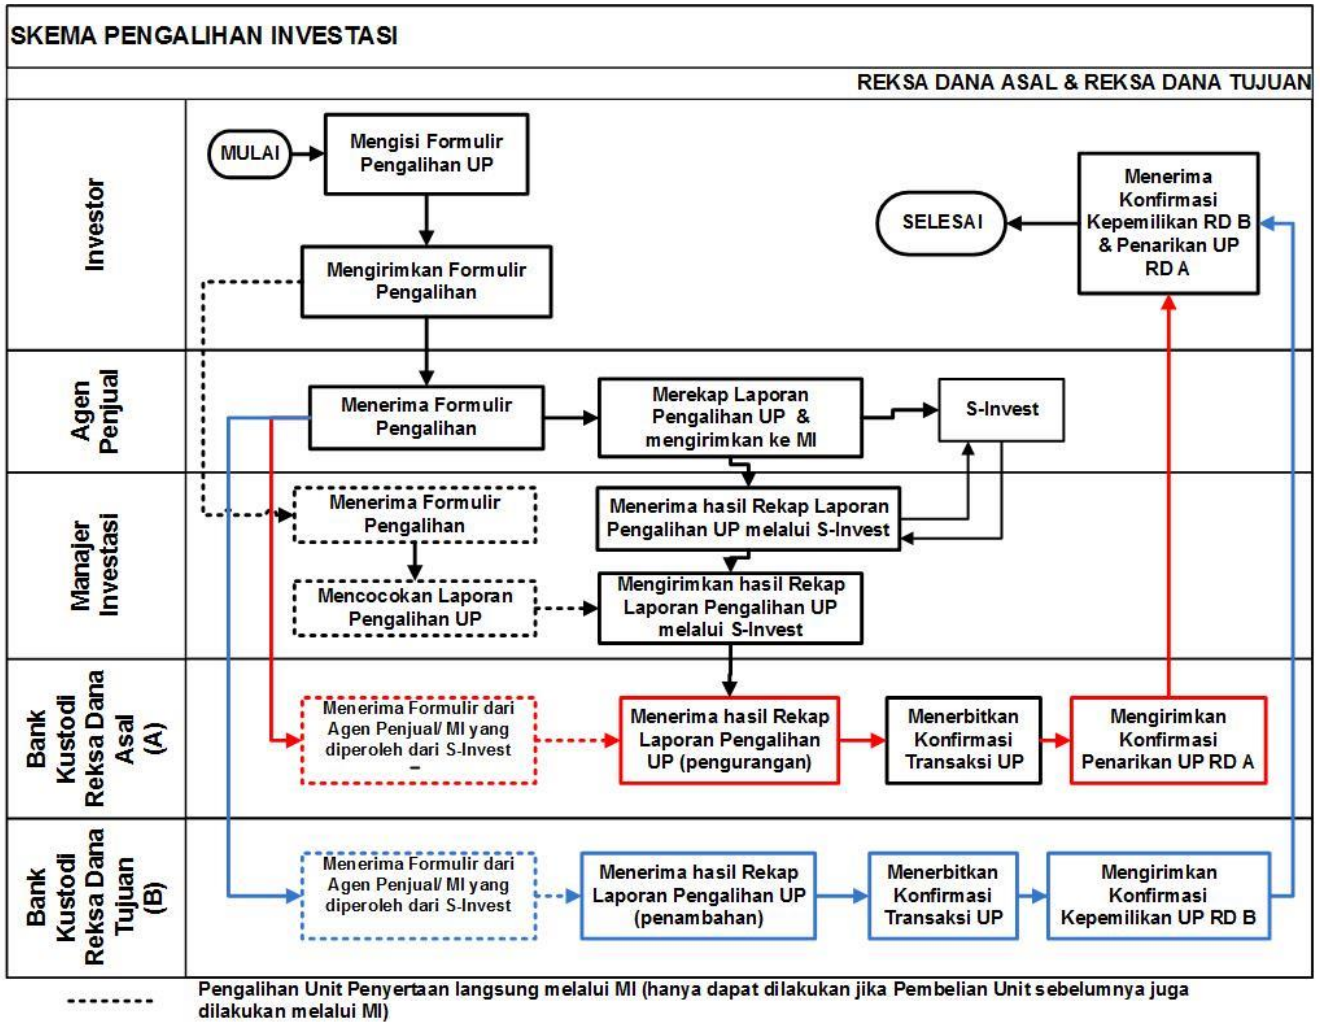 SKEMA PENGALIHAN INVESTASI
REKSA DANA ASAL & REKSA DANA TUJUAN
Investor
MULAI
Mengisi Formulir
Pengalihan UP
Mengirimkan Formulir
Pengalihan
SELESAI
Menerima
Konfirmasi
Kepemilikan RD B
& Penarikan UP
RD A
Agen
Penjual
Menerima Formulir
Pengalihan
Merekap Laporan
Pengalihan UP &
mengirimkan ke MI
S-Invest
Manajer
Investasi
Menerima Formulir
Pengalihan
Menerima hasil Rekap Laporan
Pengalihan UP melalui S-Invest
Mencocokan Laporan
Pengalihan UP
Mengirimkan hasil Rekap
Laporan Pengalihan UP
melalui S-Invest
Bank
Kustodi
Reksa Dana
Asal
(A)
Menerima Formulir dari
Agen Penjual/ MI yang
diperoleh dari S-Invest
Menerima hasil Rekap
Laporan Pengalihan
UP (pengurangan)
Menerbitkan
Konfirmasi
Transaksi UP
Mengirimkan
Konfirmasi
Penarikan UP RD A
Bank
Kustodi
Reksa Dana
Tujuan
(B)
Menerima Formulir dari
Agen Penjual/ MI yang
diperoleh dari S-Invest
Menerima hasil Rekap
Laporan Pengalihan UP
(penambahan)
Menerbitkan
Konfirmasi
Transaksi UP
Mengirimkan
Konfirmasi
Kepemilikan UP RD B
Pengalihan Unit Penyertaan langsung melalui MI (hanya dapat dilakukan jika Pembelian Unit sebelumnya juga
dilakukan melalui MI)